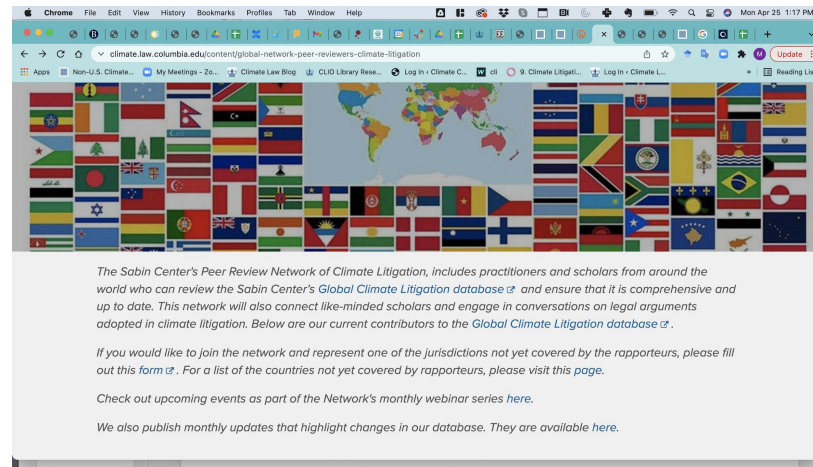 Chrome File Edit View History Bookmarks Profiles Tab Window Help Mon Apr 25 1:17 PM
climate.law.columbia.edu/content/global-network-peer-reviewers-climate-litigation Update
Apps Non-U.S. Climate... My Meetings - Zo... Climate Law Blog CLIO Library Rese... Log In ‹ Climate C... cli 9. Climate Litigati... Log In ‹ Climate L... » Reading Lis
The Sabin Center's Peer Review Network of Climate Litigation, includes practitioners and scholars from around the
world who can review the Sabin Center's Global Climate Litigation database and ensure that it is comprehensive and
up to date. This network will also connect like-minded scholars and engage in conversations on legal arguments
adopted in climate litigation. Below are our current contributors to the Global Climate Litigation database .
If you would like to join the network and represent one of the jurisdictions not yet covered by the rapporteurs, please fill
out this form . For a list of the countries not yet covered by rapporteurs, please visit this page.
Check out upcoming events as part of the Network's monthly webinar series here.
We also publish monthly updates that highlight changes in our database. They are available here.